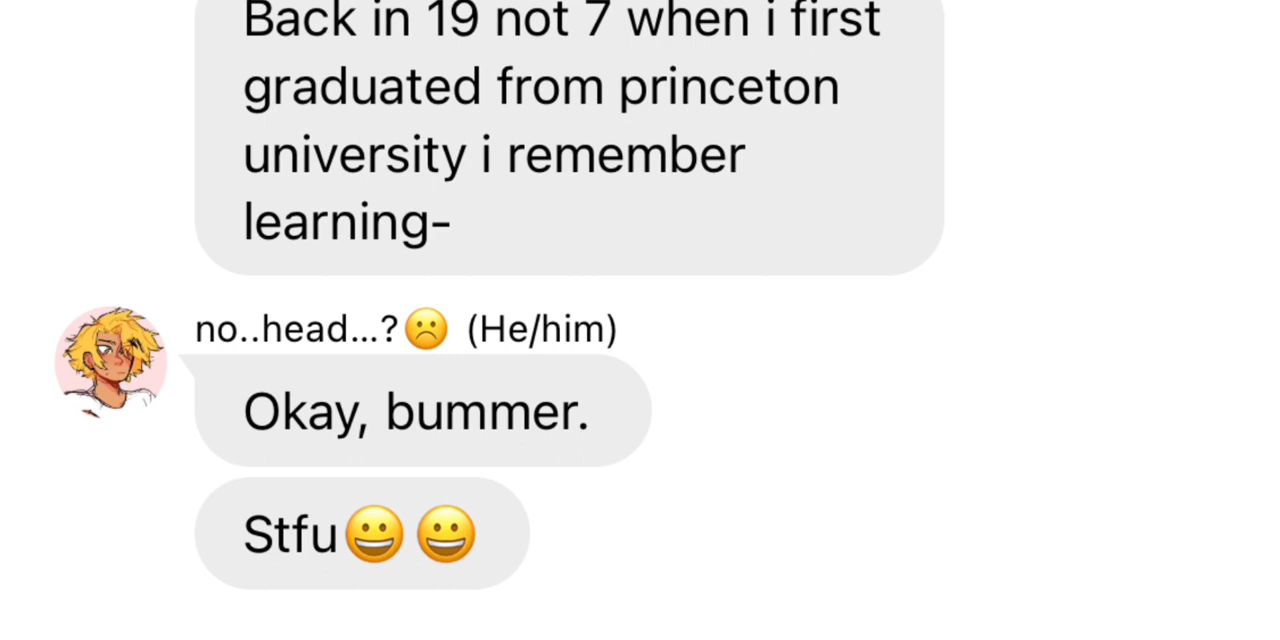 Back in 19 not 7 when i first
graduated from princeton
university i remember
learning-
no..head...?☹️ (He/him)
Okay, bummer.
Stfu😀😀